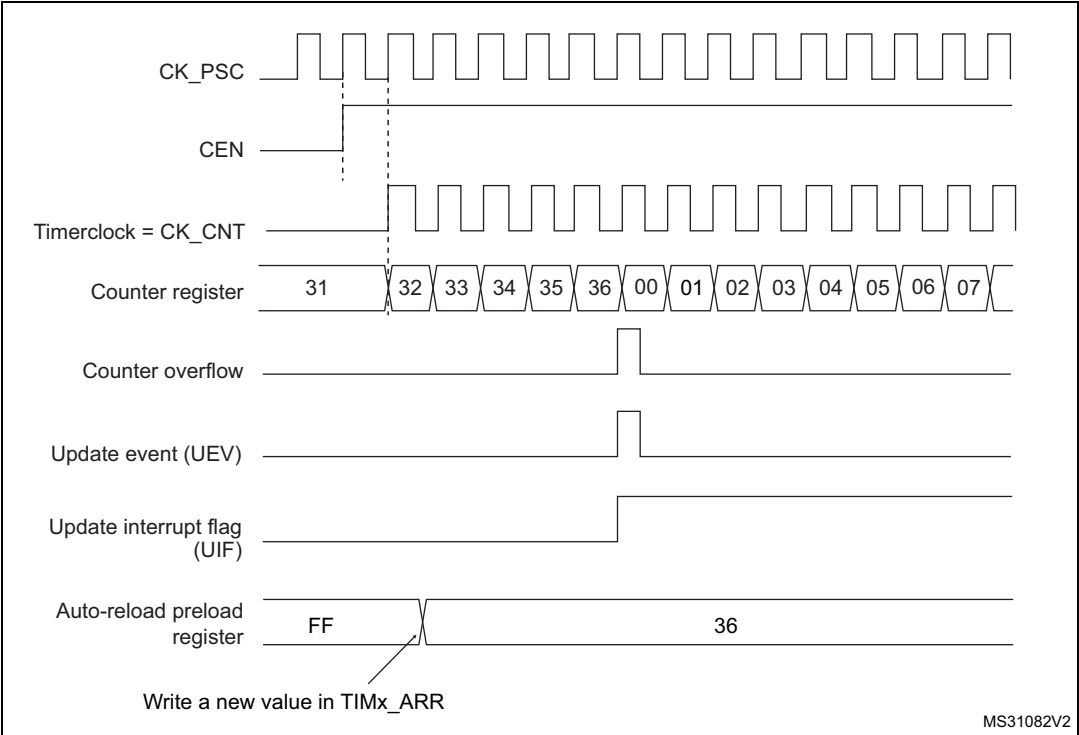 CK_PSC
CEN
Timerclock = CK_CNT
Counter register
31 32 33 34 35 36 00 01 02 03 04 05 06 07
Counter overflow
Update event (UEV)
Update interrupt flag
(UIF)
Auto-reload preload
register
FF 36
Write a new value in TIMx_ARR
MS31082V2